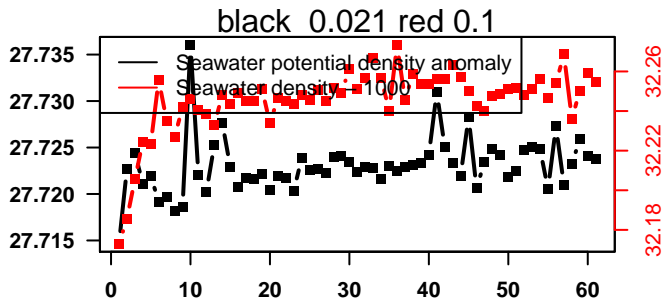 black 0.021 red 0.1
Seawater potential density anomaly
Seawater density − 1000
27.735
27.730
27.725
27.720
27.715
32.26
32.22
32.18
0 10 20 30 40 50 60